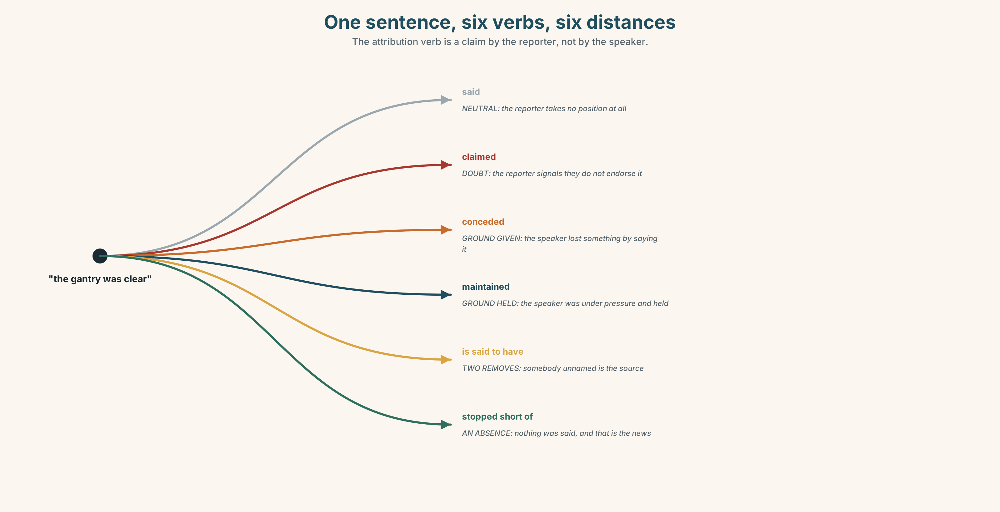 One sentence, six verbs, six distances
The attribution verb is a claim by the reporter, not by the speaker.
said
NEUTRAL: the reporter takes no position at all
claimed
DOUBT: the reporter signals they do not endorse it
conceded
GROUND GIVEN: the speaker lost something by saying
it
"the gantry was clear"
maintained
GROUND HELD: the speaker was under pressure and held
is said to have
TWO REMOVES: somebody unnamed is the source
stopped short of
AN ABSENCE: nothing was said, and that is the news